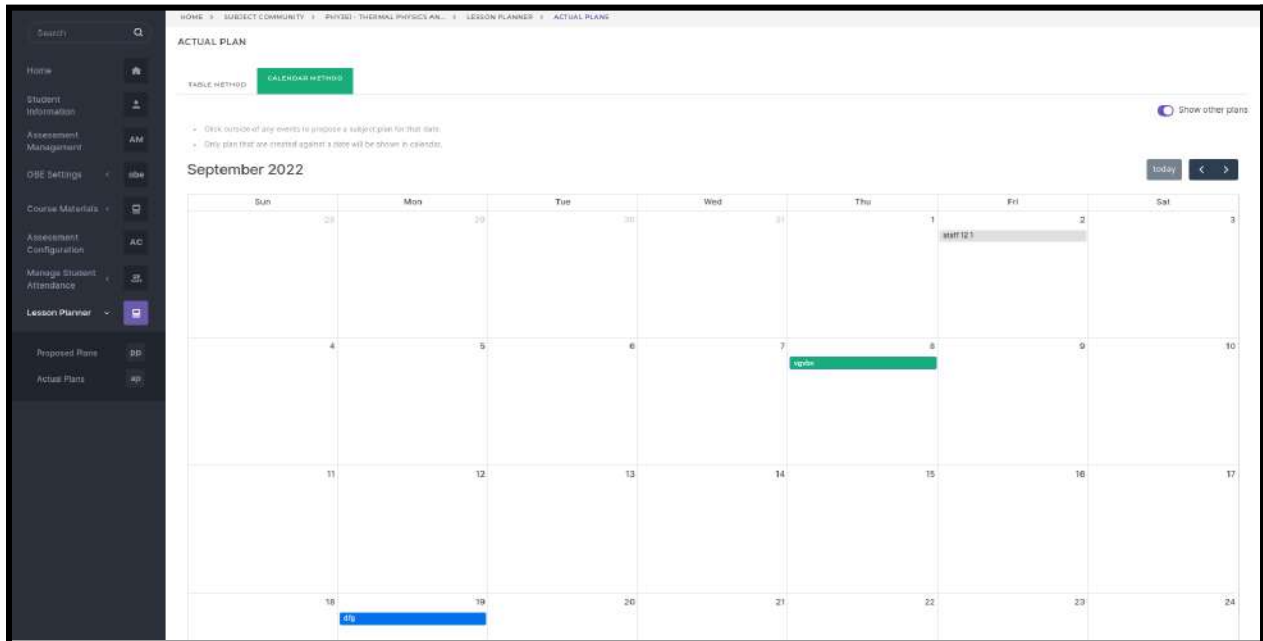 HOME > SUBJECT COMMUNITY > PHY3B1 - THERMAL PHYSICS AN... > LESSON PLANNER > ACTUAL PLANS
Search
ACTUAL PLAN
Home
TABLE METHOD
CALENDAR METHOD
Student
Information
Show other plans
Assessment
Management
AM
Click outside of any events to propose a subject plan for that date.
Only plan that are created against a date will be shown in calendar.
OBE Settings
obe
September 2022
today
Course Materials
Sun Mon Tue Wed Thu Fri Sat
28 29 30 31 1 2 3
Assessment
Configuration
AC
staff 12 1
Manage Student
Attendance
Lesson Planner
4 5 6 7 8 9 10
Proposed Plans
pp
vgvbn
Actual Plans
ap
11 12 13 14 15 16 17
18 19 20 21 22 23 24
dfg